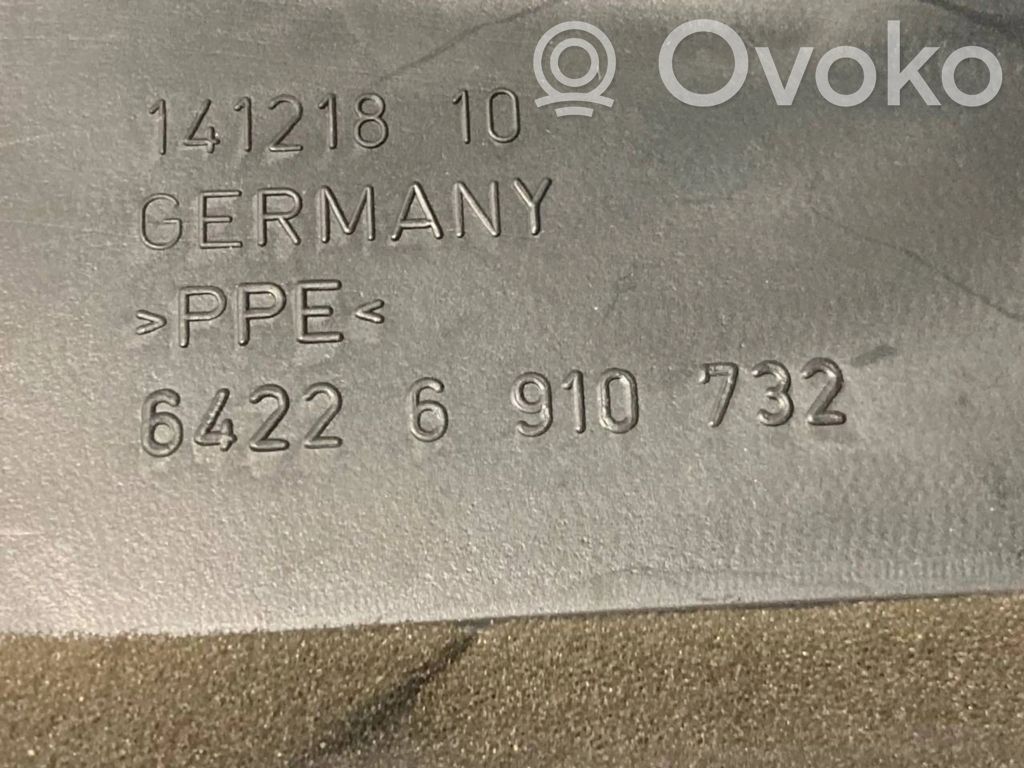 Ovoko
141218 10
GERMANY
>PPE<
6422 6 910 732